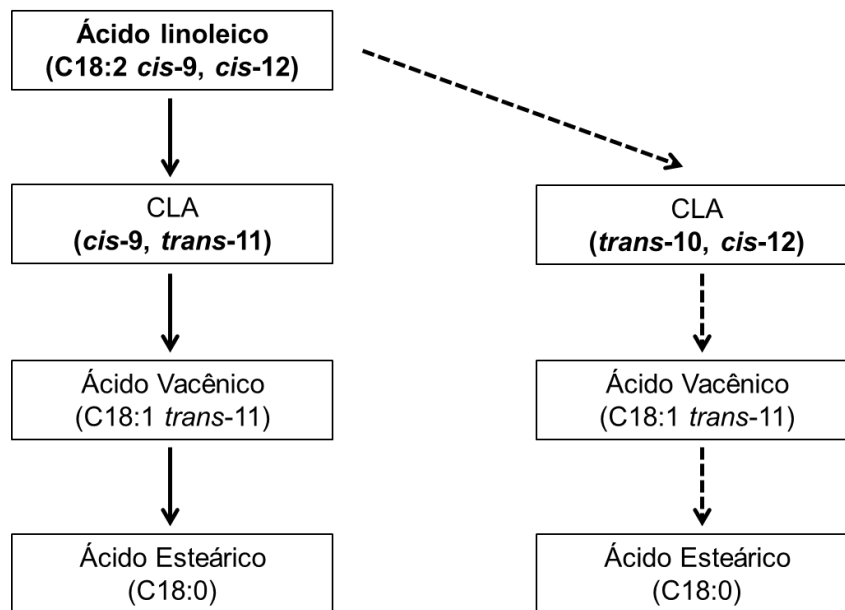 Ácido linoleico
(C18:2 cis-9, cis-12)
CLA
(cis-9, trans-11)
CLA
(trans-10, cis-12)
Ácido Vacênico
(C18:1 trans-11)
Ácido Vacênico
(C18:1 trans-11)
Ácido Esteárico
(C18:0)
Ácido Esteárico
(C18:0)